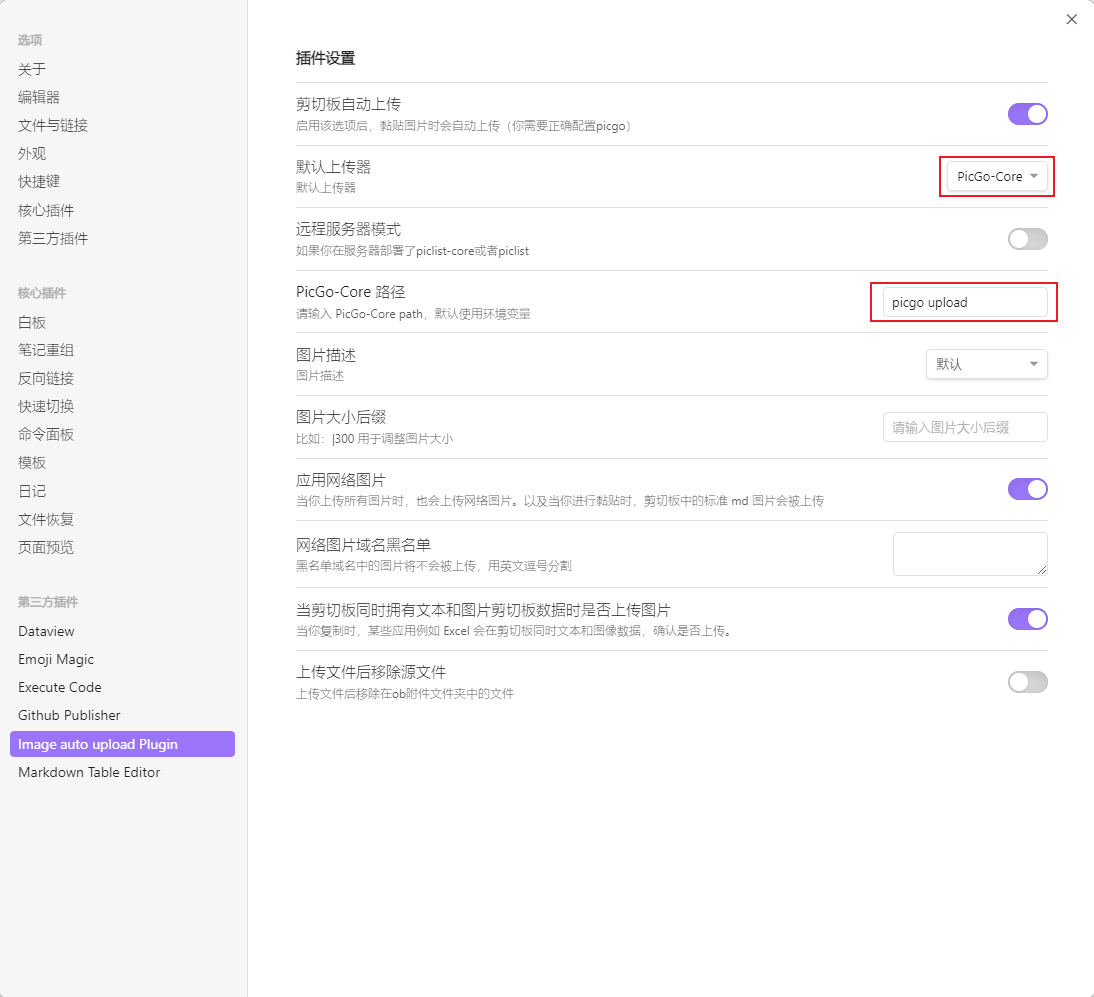 选项
关于
编辑器
文件与链接
外观
快捷键
核心插件
第三方插件
核心插件
白板
笔记重组
反向链接
快速切换
命令面板
模板
日记
文件恢复
页面预览
第三方插件
Dataview
Emoji Magic
Execute Code
Github Publisher
Image auto upload Plugin
Markdown Table Editor
插件设置
剪切板自动上传
启用该选项后，黏贴图片时会自动上传（你需要正确配置picgo）
默认上传器
默认上传器
PicGo-Core
远程服务器模式
如果你在服务器部署了piclist-core或者piclist
PicGo-Core 路径
请输入 PicGo-Core path，默认使用环境变量
picgo upload
图片描述
图片描述
默认
图片大小后缀
比如：|300 用于调整图片大小
请输入图片大小后缀
应用网络图片
当你上传所有图片时，也会上传网络图片。以及当你进行黏贴时，剪切板中的标准 md 图片会被上传
网络图片域名黑名单
黑名单域名中的图片将不会被上传，用英文逗号分割
当剪切板同时拥有文本和图片剪切板数据时是否上传图片
当你复制时，某些应用例如 Excel 会在剪切板同时文本和图像数据，确认是否上传。
上传文件后移除源文件
上传文件后移除在ob附件文件夹中的文件